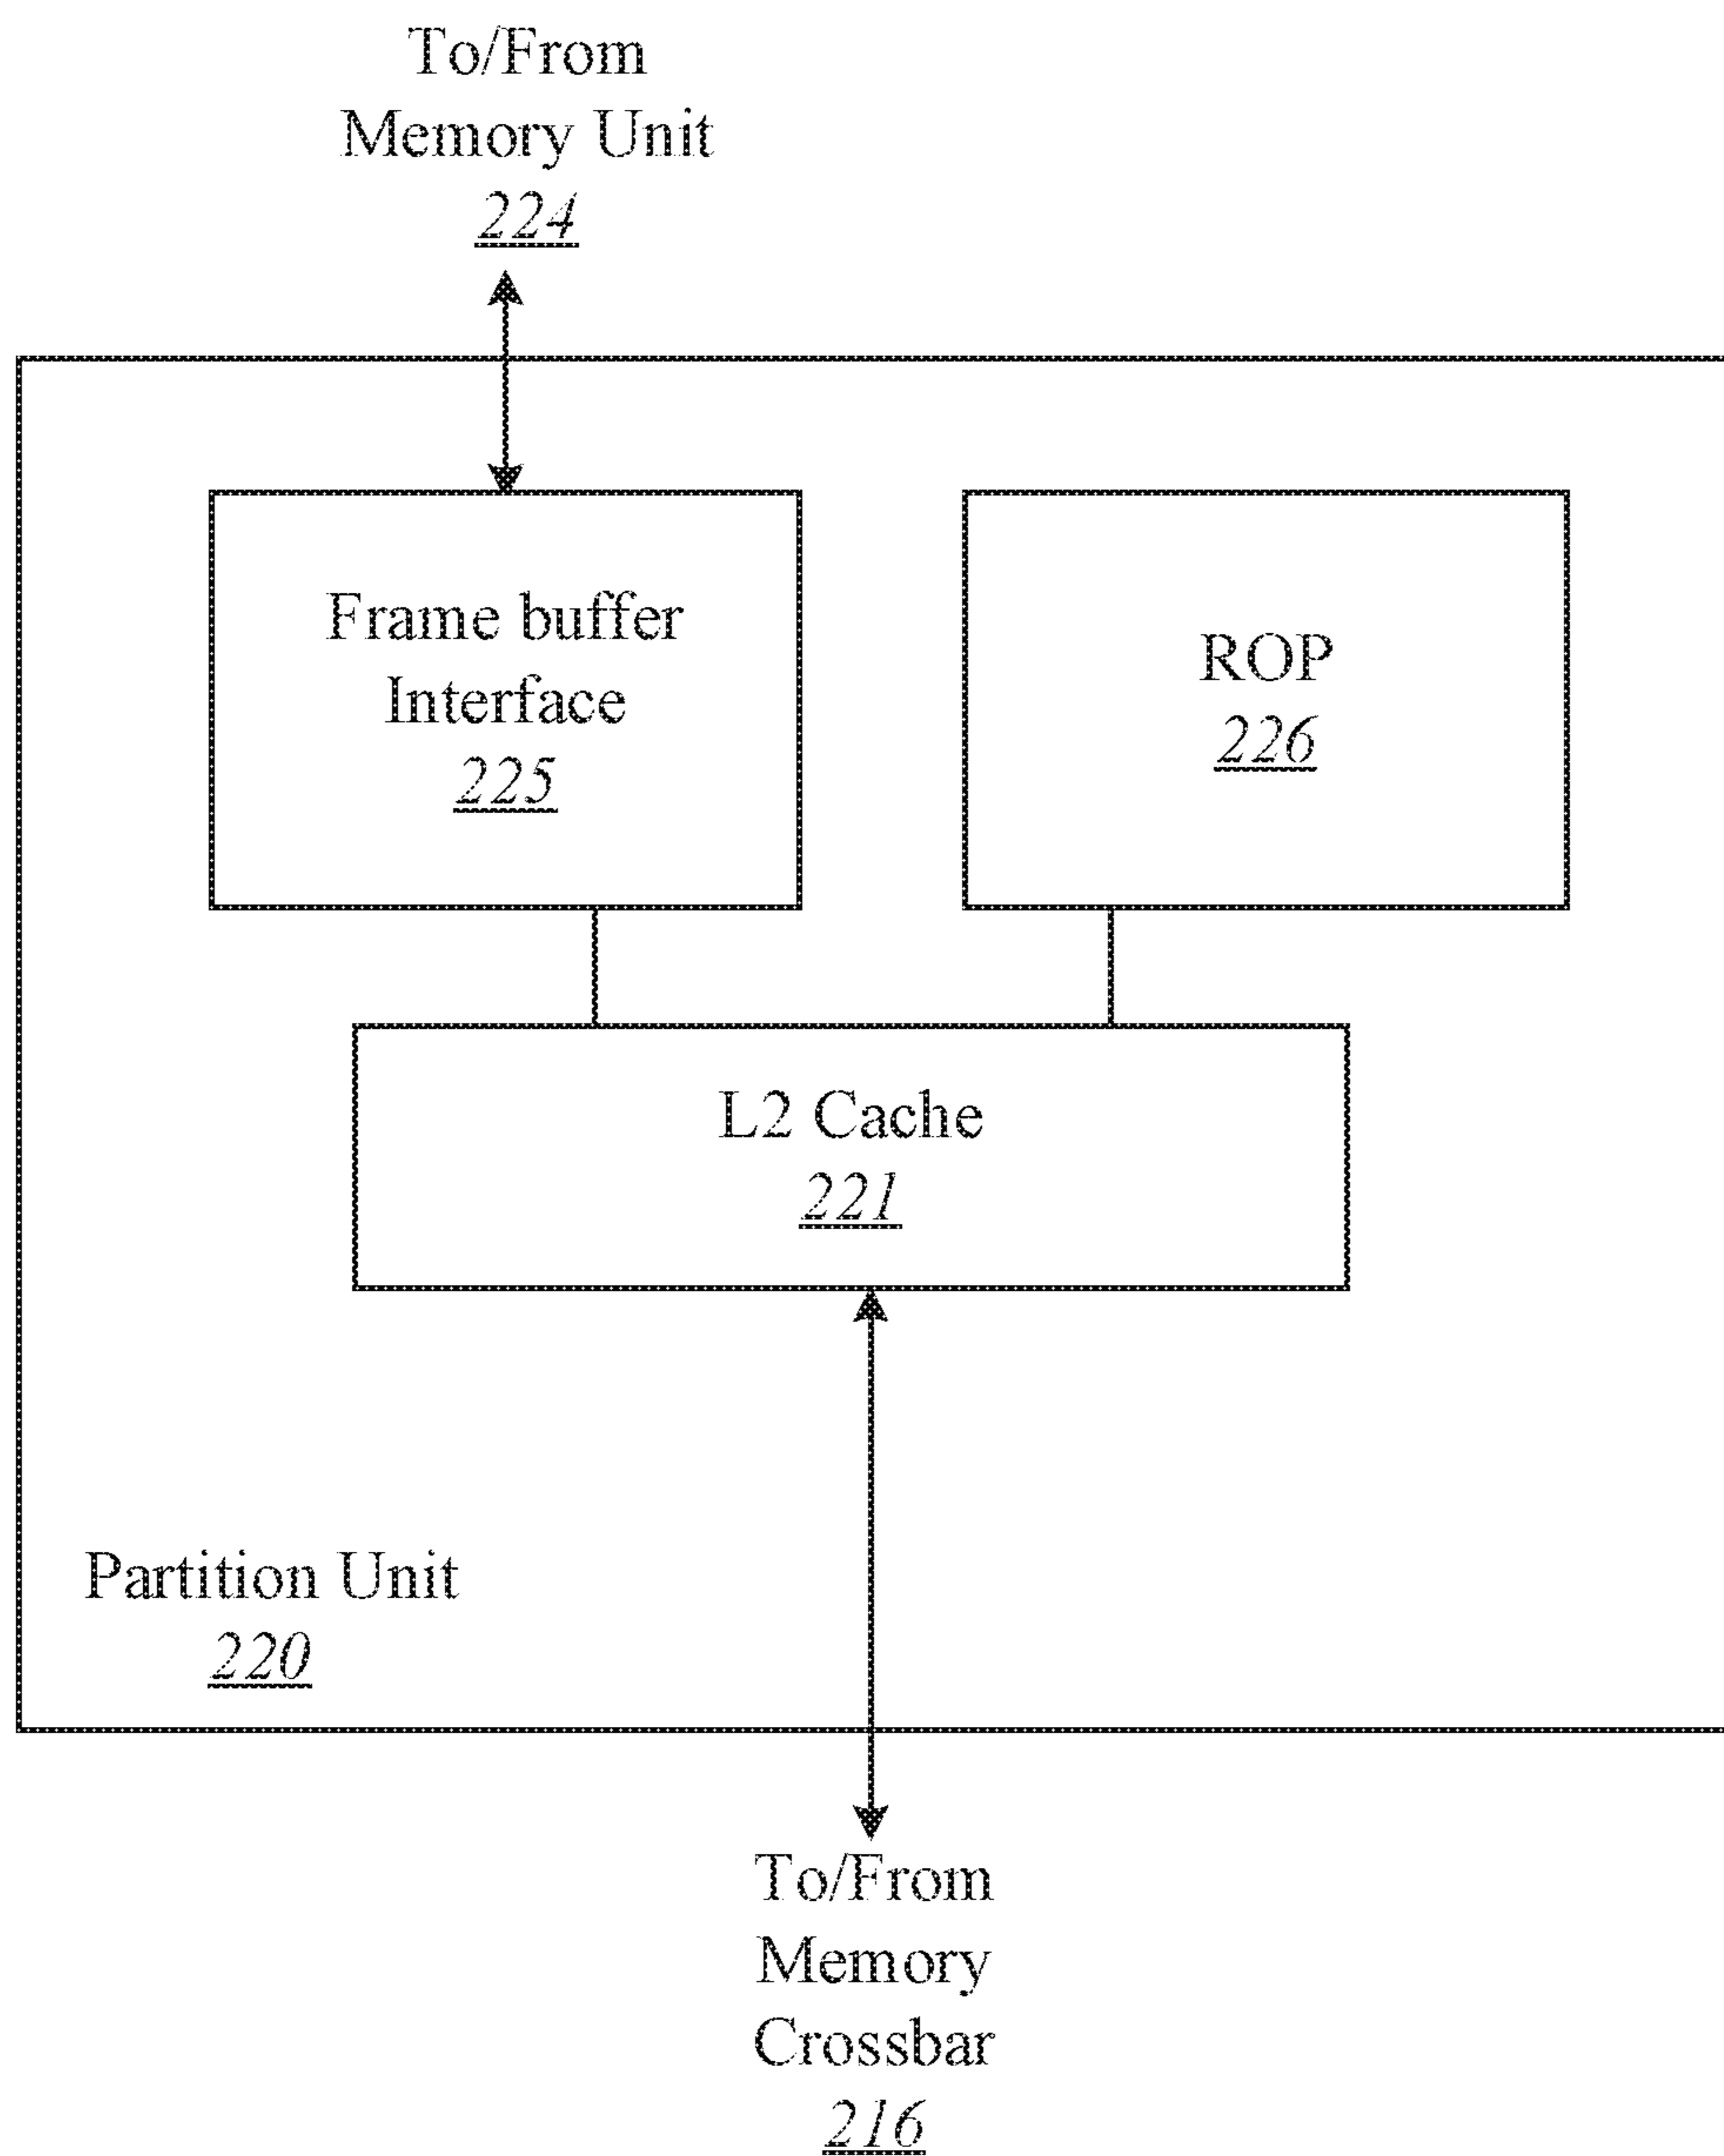 To/From
Memory Unit
224
Frame buffer
Interface
225
ROP
226
L2 Cache
221
Partition Unit
220
To/From
Memory
Crossbar
216